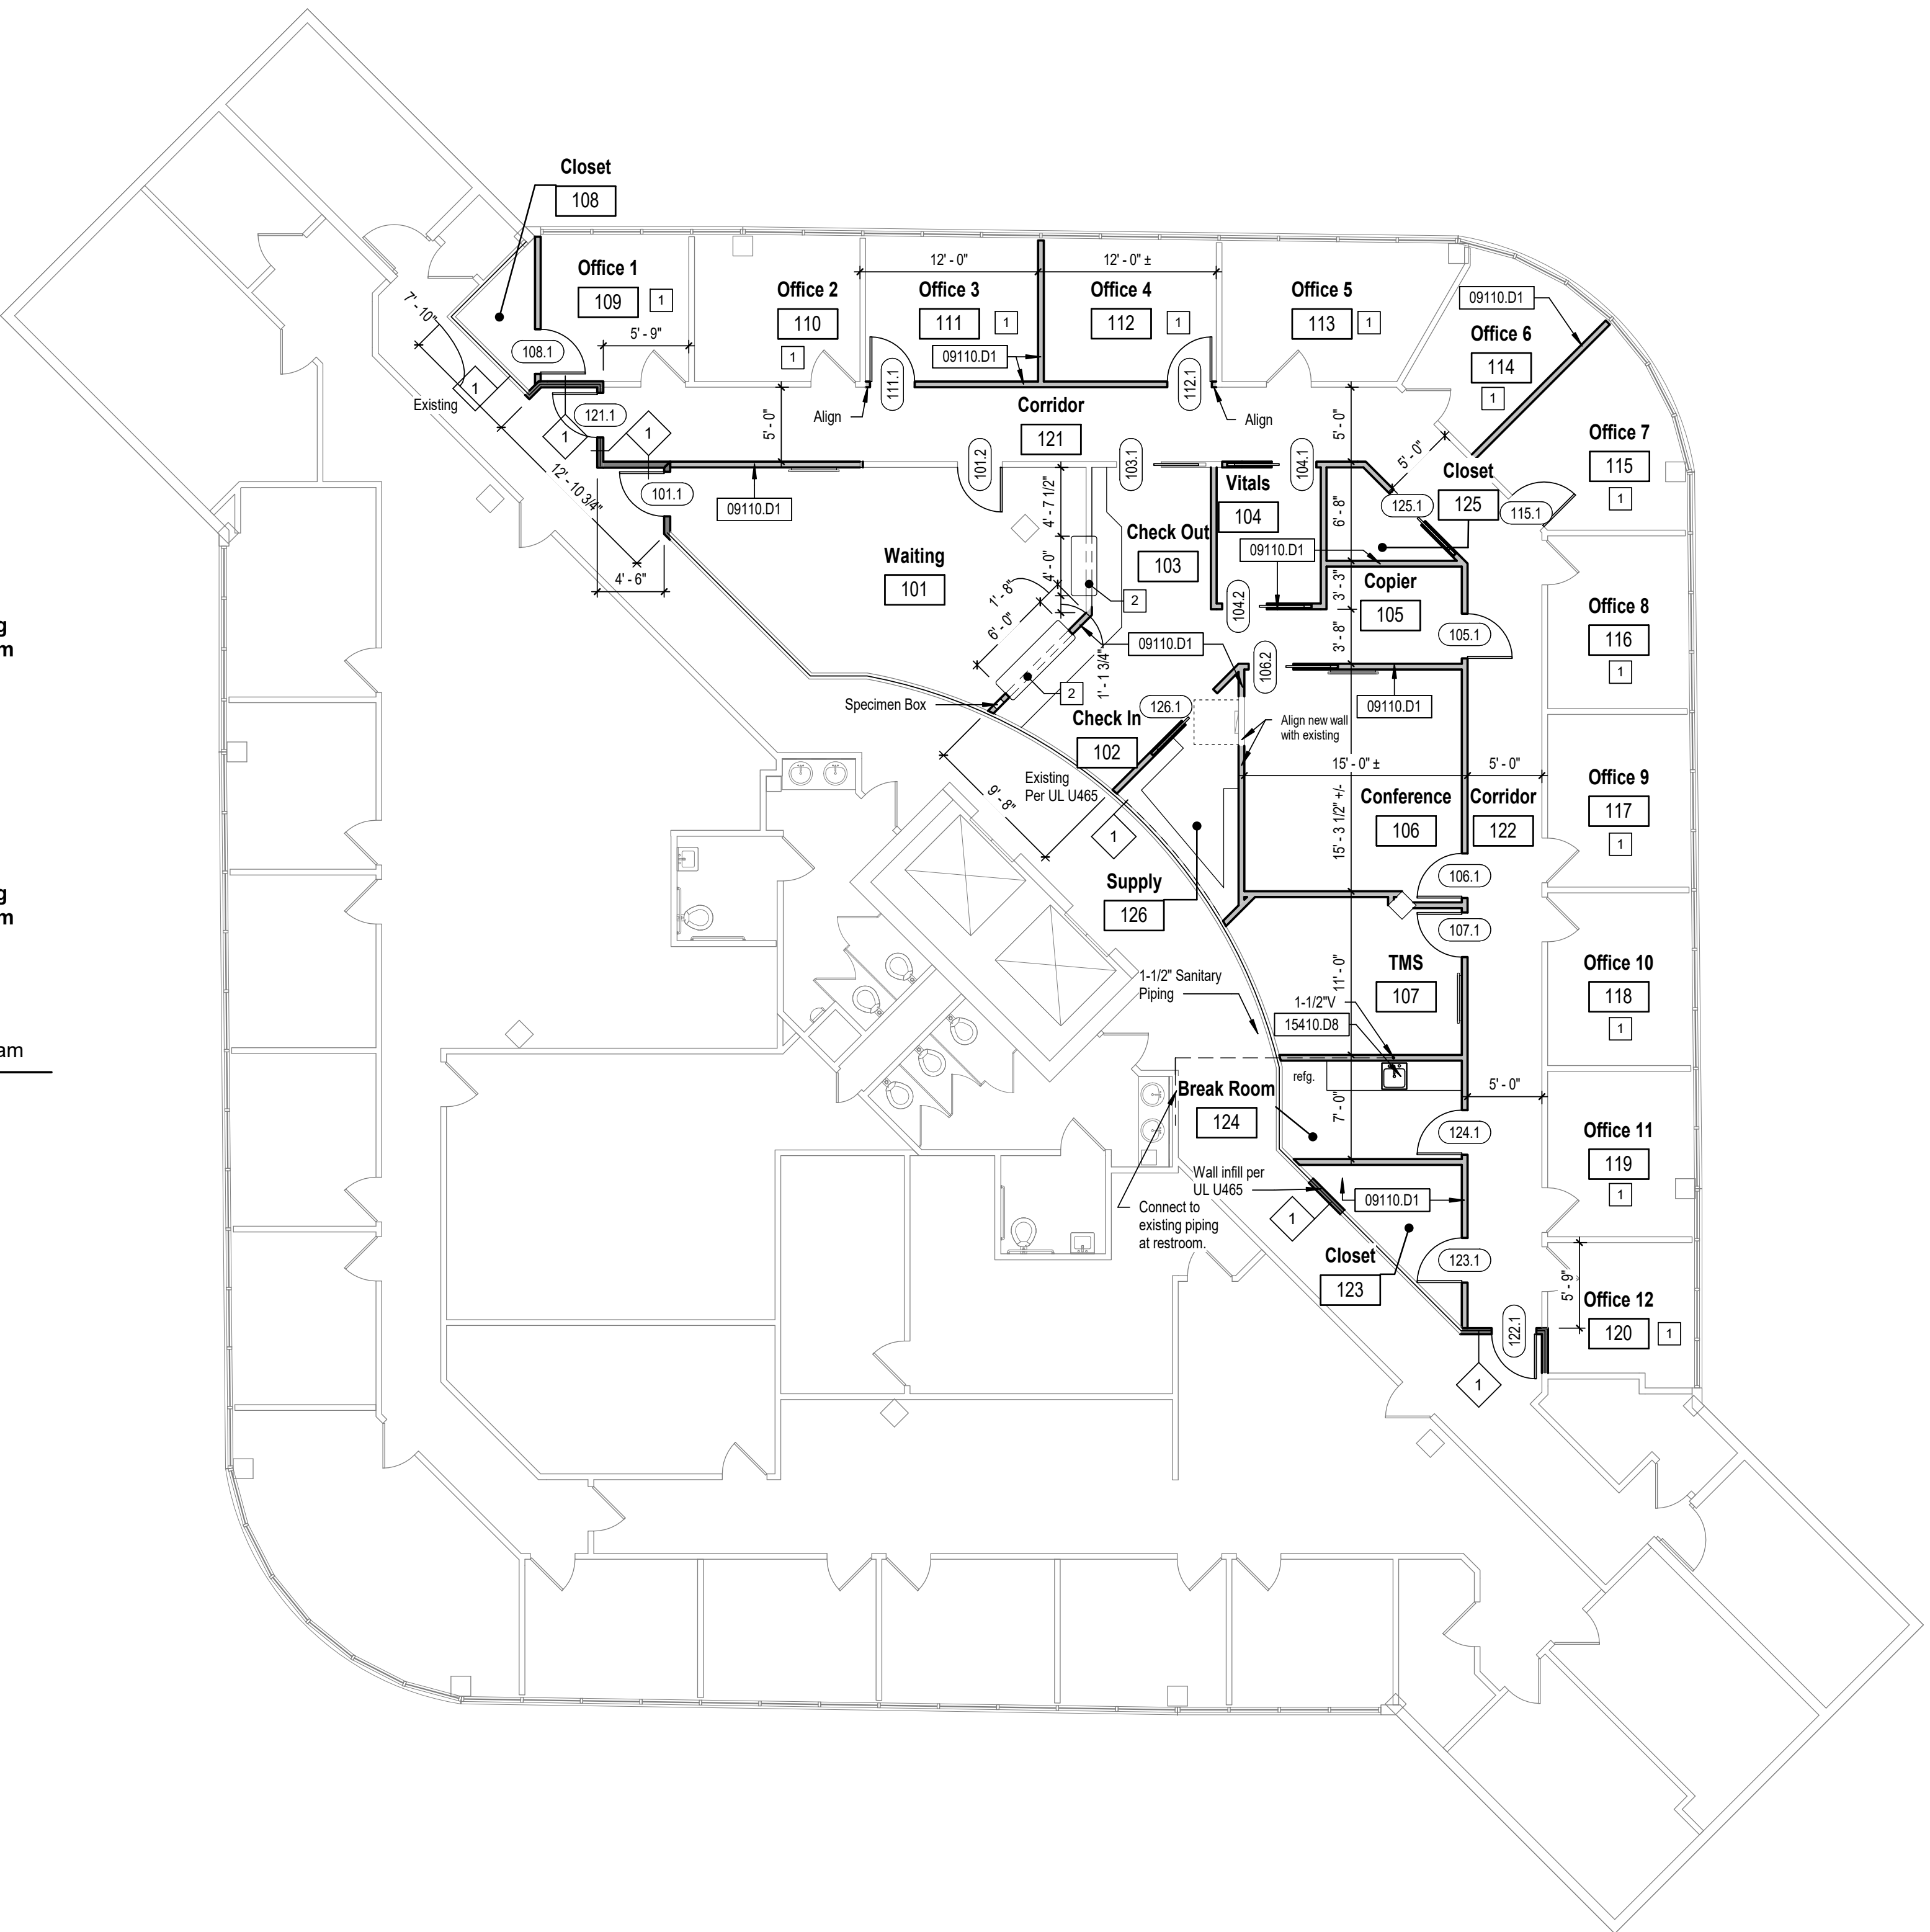 Closet
108
Office 1
109
1
5' - 9"
108.1
7' - 10"
1
Existing
Office 2
110
1
12' - 0"
Office 3
111
1
09110.D1
111.1
12' - 0" ±
Office 4
112
1
112.1
Office 5
113
1
09110.D1
Office 6
114
1
Office 7
115
1
121.1
1
1
5' - 0"
Align
Corridor
121
Align
5' - 0"
5' - 0"
12' - 10 3/4"
101.1
09110.D1
101.2
103.1
104.1
4' - 6"
Vitals
104
Closet
125
125.1
115.1
4' - 7 1/2"
6' - 8"
Check Out
103
09110.D1
Waiting
101
4' - 0"
1' - 8"
2
3' - 3"
Copier
105
104.2
Office 8
116
1
6' - 0"
09110.D1
3' - 8"
105.1
1' - 1 3/4"
106.2
2
Specimen Box
Check In
102
126.1
09110.D1
Align new wall
with existing
15' - 0" ±
5' - 0"
Existing
Per UL U465
9' - 8"
1
15' - 3 1/2" +/-
Conference
106
Corridor
122
Office 9
117
1
106.1
Supply
126
107.1
11' - 0"
TMS
107
Office 10
118
1
1-1/2" Sanitary
Piping
1-1/2"V
15410.D8
refg.
5' - 0"
Break Room
124
7' - 0"
124.1
Office 11
119
1
Wall infill per
UL U465
1
09110.D1
Connect to
existing piping
at restroom.
Closet
123
123.1
5' - 9"
Office 12
120
1
122.1
1
g
m
g
m
am